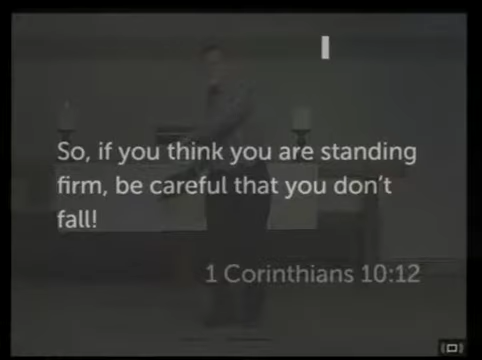 So, if you think you are standing
firm, be careful that you don't
fall!
1 Corinthians 10:12